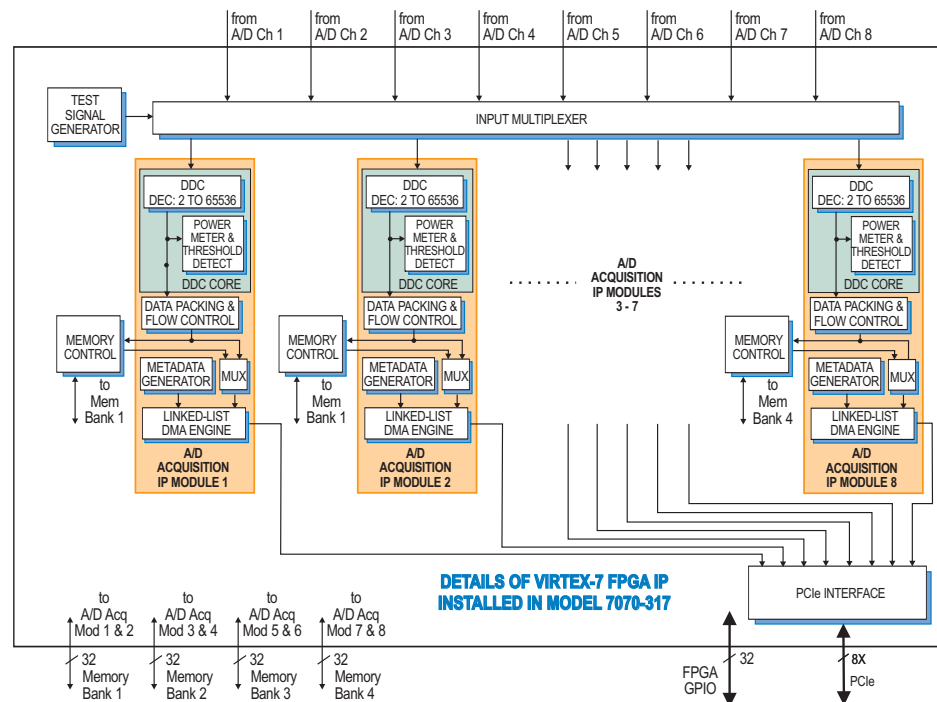 from
A/D Ch 1
from
A/D Ch 2
from
A/D Ch 3
from
A/D Ch 4
from
A/D Ch 5
from
A/D Ch 6
from
A/D Ch 7
from
A/D Ch 8
TEST
SIGNAL
GENERATOR
INPUT MULTIPLEXER
DDC
DEC: 2 TO 65536
POWER
METER &
THRESHOLD
DETECT
DDC CORE
DATA PACKING &
FLOW CONTROL
MEMORY
CONTROL
METADATA
GENERATOR
MUX
to
Mem
Bank 1
LINKED-LIST
DMA ENGINE
A/D
ACQUISITION
IP MODULE 1
DDC
DEC: 2 TO 65536
POWER
METER &
THRESHOLD
DETECT
DDC CORE
DATA PACKING &
FLOW CONTROL
MEMORY
CONTROL
METADATA
GENERATOR
MUX
to
Mem
Bank 1
LINKED-LIST
DMA ENGINE
A/D
ACQUISITION
IP MODULE 2
A/D
ACQUISITION
IP MODULES
3 - 7
DDC
DEC: 2 TO 65536
POWER
METER &
THRESHOLD
DETECT
DDC CORE
DATA PACKING &
FLOW CONTROL
MEMORY
CONTROL
METADATA
GENERATOR
MUX
to
Mem
Bank 4
LINKED-LIST
DMA ENGINE
A/D
ACQUISITION
IP MODULE 8
DETAILS OF VIRTEX-7 FPGA IP
INSTALLED IN MODEL 7070-317
PCIe INTERFACE
to
A/D Acq
Mod 1 & 2
to
A/D Acq
Mod 3 & 4
to
A/D Acq
Mod 5 & 6
to
A/D Acq
Mod 7 & 8
32
Memory
Bank 1
32
Memory
Bank 2
32
Memory
Bank 3
32
Memory
Bank 4
32
FPGA
GPIO
8X
PCIe